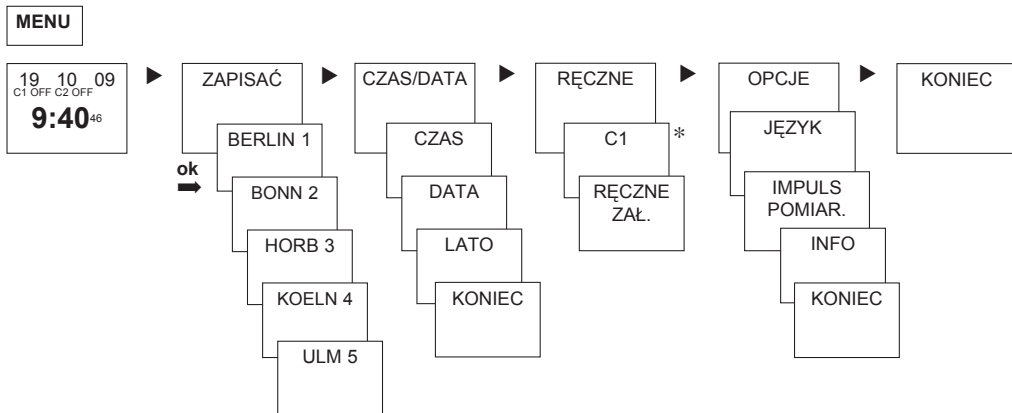 MENU
19 10 09
C1 OFF C2 OFF
9:40 46
ZAPISAĆ
BERLIN 1
ok
BONN 2
HORB 3
KOELN 4
ULM 5
CZAS/DATA
CZAS
DATA
LATO
KONIEC
RĘCZNE
C1 *
RĘCZNE
ZAŁ.
OPCJE
JĘZYK
IMPULS
POMIAR.
INFO
KONIEC
KONIEC